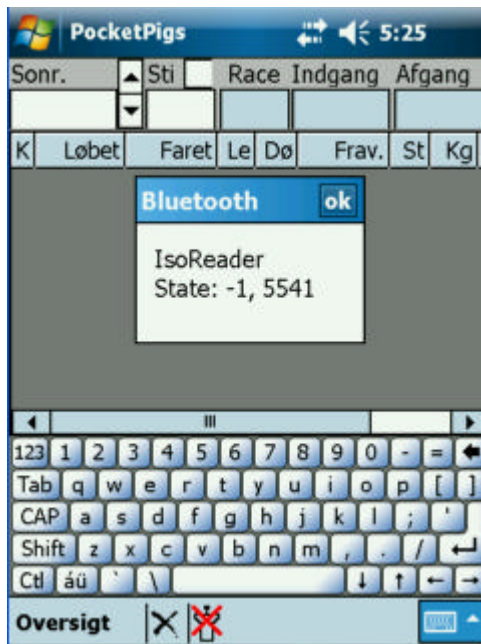 PocketPigs 5:25
Sonr. Sti Race Indgang Afgang
K Løbet Faret Le Dø Frav. St Kg
Bluetooth ok
IsoReader
State: -1, 5541
123 1 2 3 4 5 6 7 8 9 0 - =
Tab q w e r t y u i o p [ ]
CAP a s d f g h j k l ; '
Shift z x c v b n m , . /
Ctl áü ` \
Oversigt